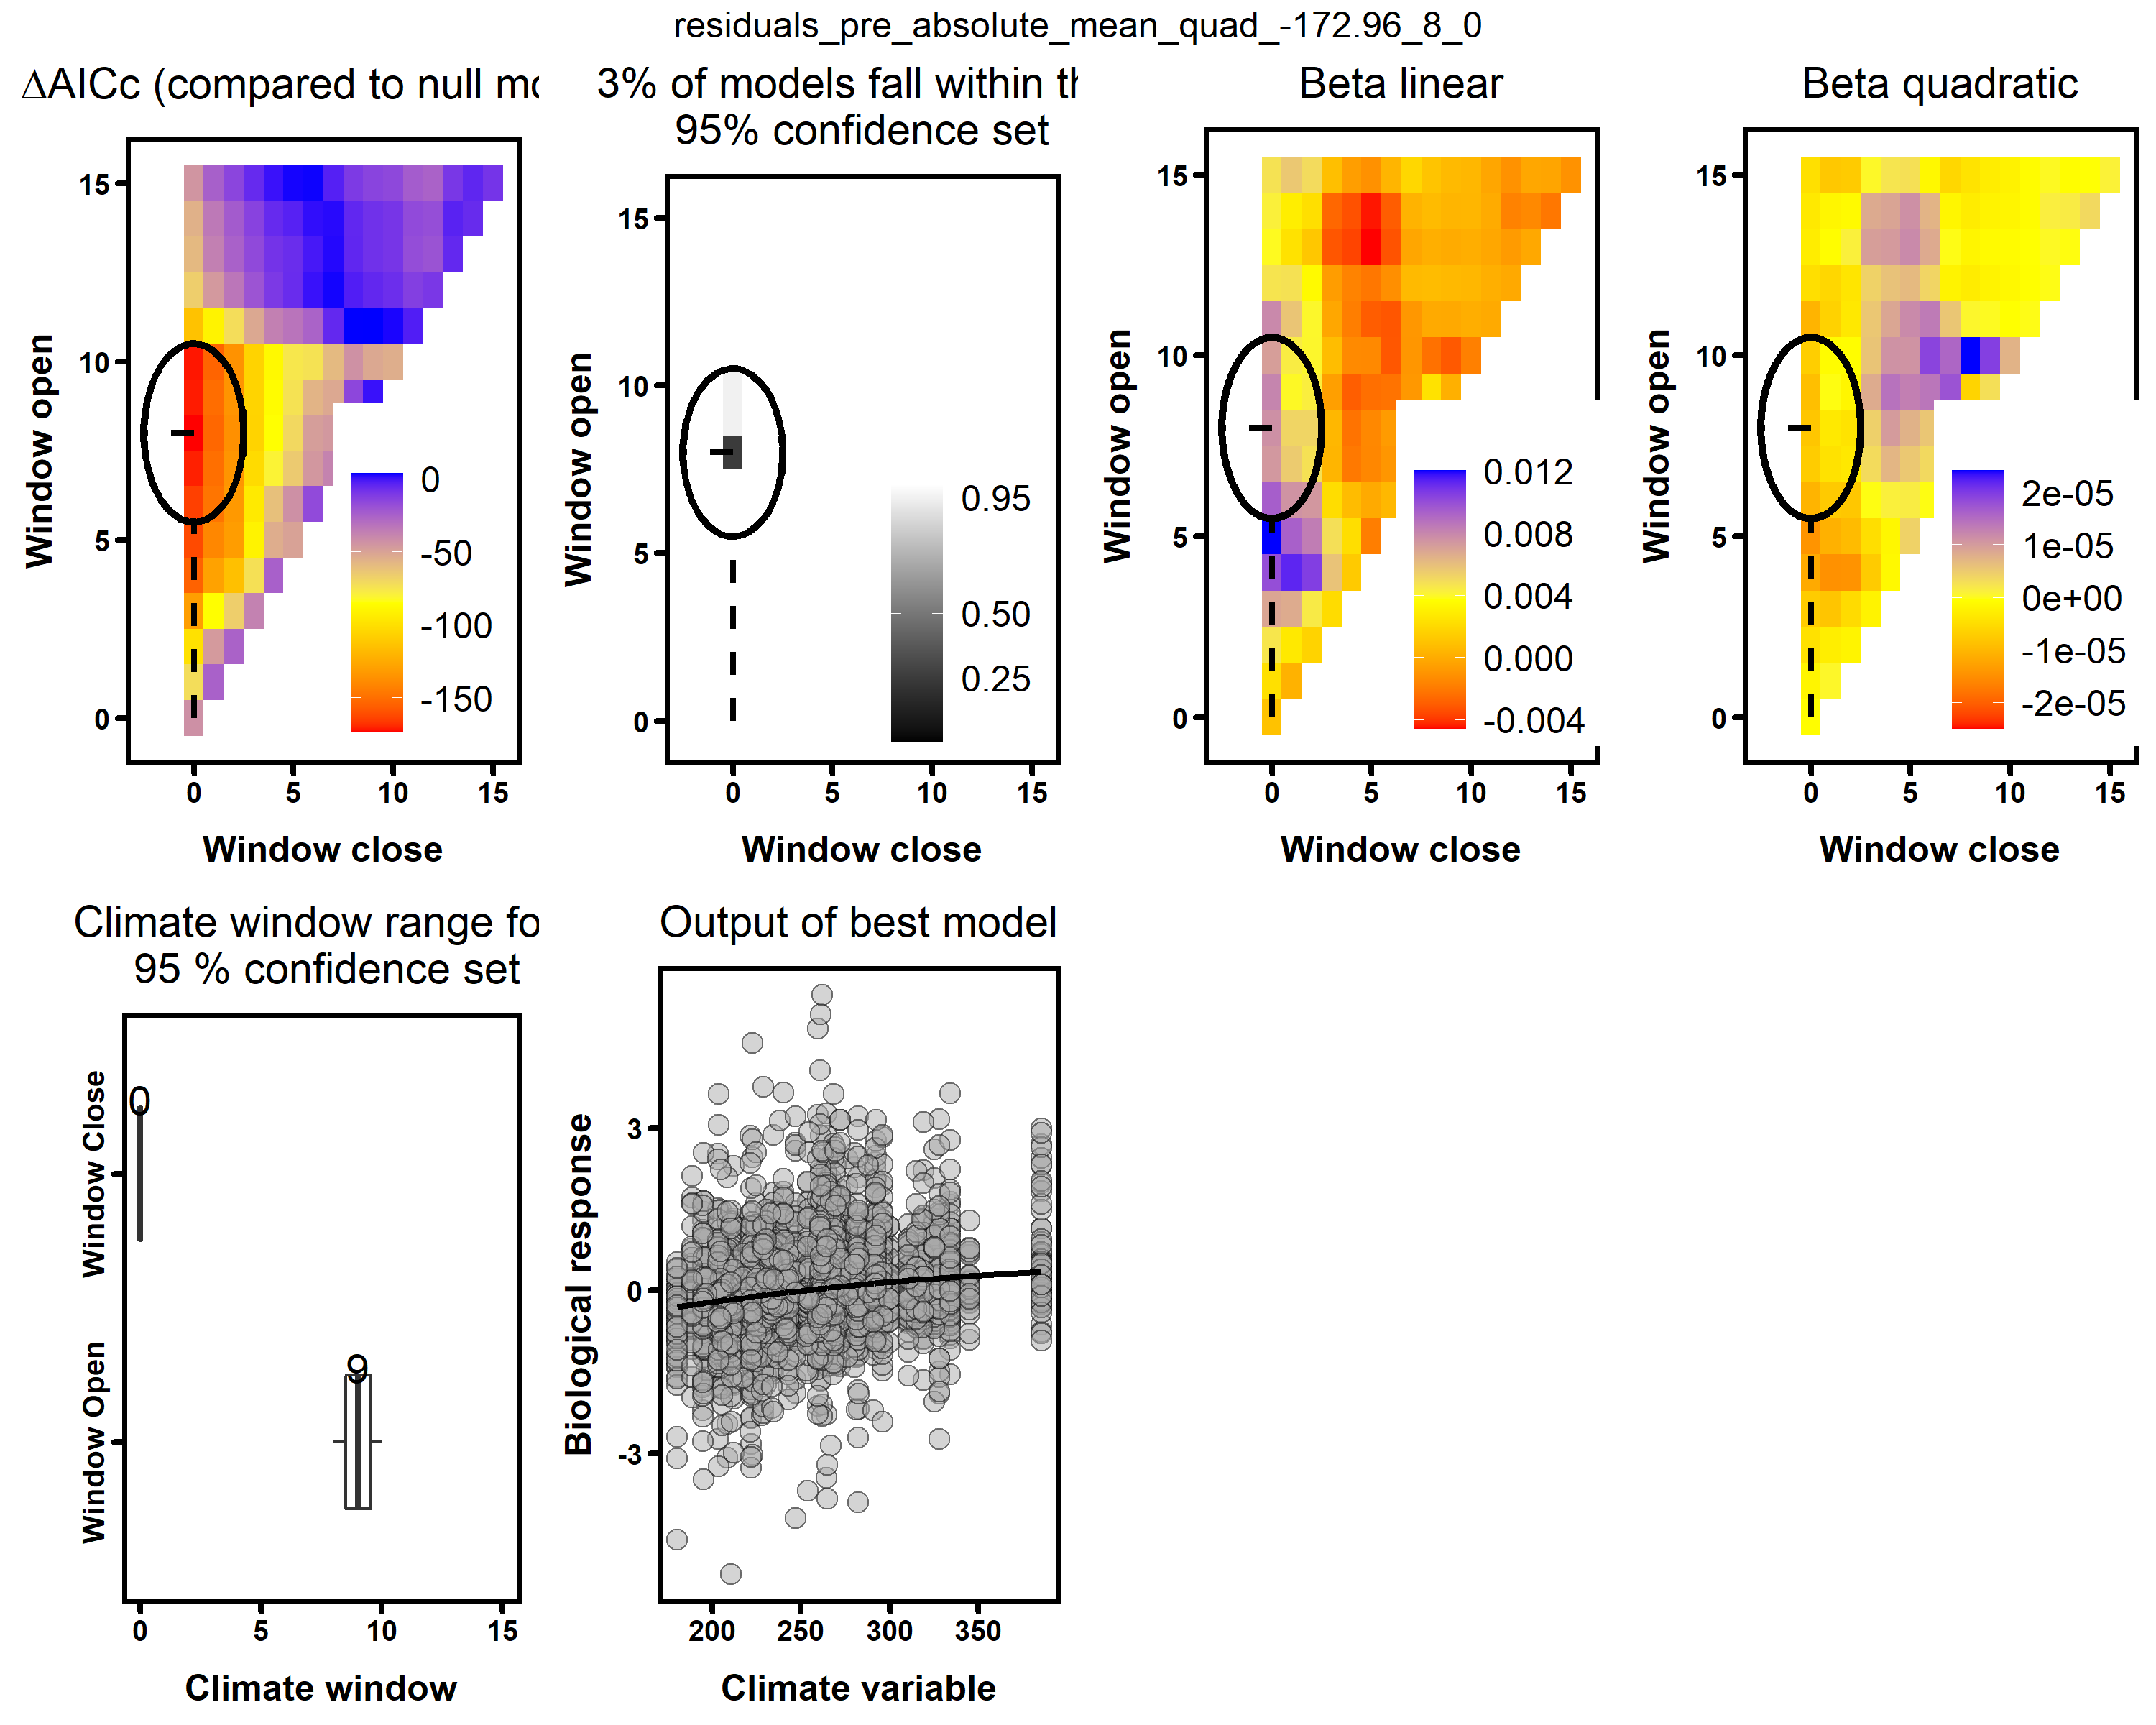 residuals_pre_absolute_mean_quad_-172.96_8_0
ΔAICc (compared to null mo
15
10
5
0
0
5
10
15
Window open
Window close
0
-50
-100
-150
3% of models fall within th
95% confidence set
15
10
5
0
0
5
10
15
Window open
Window close
0.95
0.50
0.25
Beta linear
15
10
5
0
0
5
10
15
Window open
Window close
0.012
0.008
0.004
0.000
-0.004
Beta quadratic
15
10
5
0
0
5
10
15
Window open
Window close
2e-05
1e-05
0e+00
-1e-05
-2e-05
Climate window range fo
95 % confidence set
Window Close
Window Open
0
9
0
5
10
15
Climate window
Output of best model
Biological response
3
0
-3
200
250
300
350
Climate variable